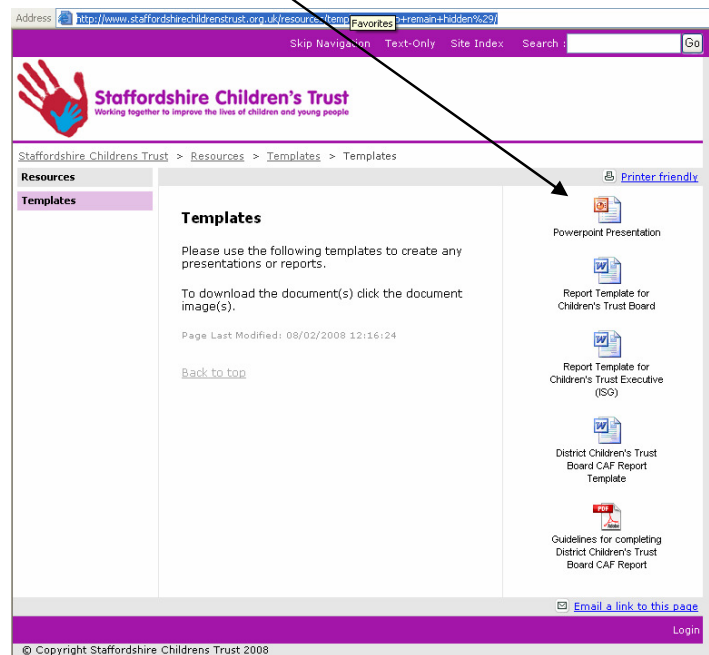 Address http://www.staffordshirechildrenstrust.org.uk/resources/temp o+remain+hidden%29/
Favorites
Skip Navigation Text-Only Site Index Search : Go
Staffordshire Children's Trust
Working together to improve the lives of children and young people
Staffordshire Childrens Trust > Resources > Templates > Templates
Resources
Printer friendly
Templates
Templates
Please use the following templates to create any
presentations or reports.
To download the document(s) click the document
image(s).
Page Last Modified: 08/02/2008 12:16:24
Back to top
Powerpoint Presentation
Report Template for
Children's Trust Board
Report Template for
Children's Trust Executive
(ISG)
District Children's Trust
Board CAF Report
Template
PDF
Adobe
Guidelines for completing
District Children's Trust
Board CAF Report
Email a link to this page
Login
© Copyright Staffordshire Childrens Trust 2008